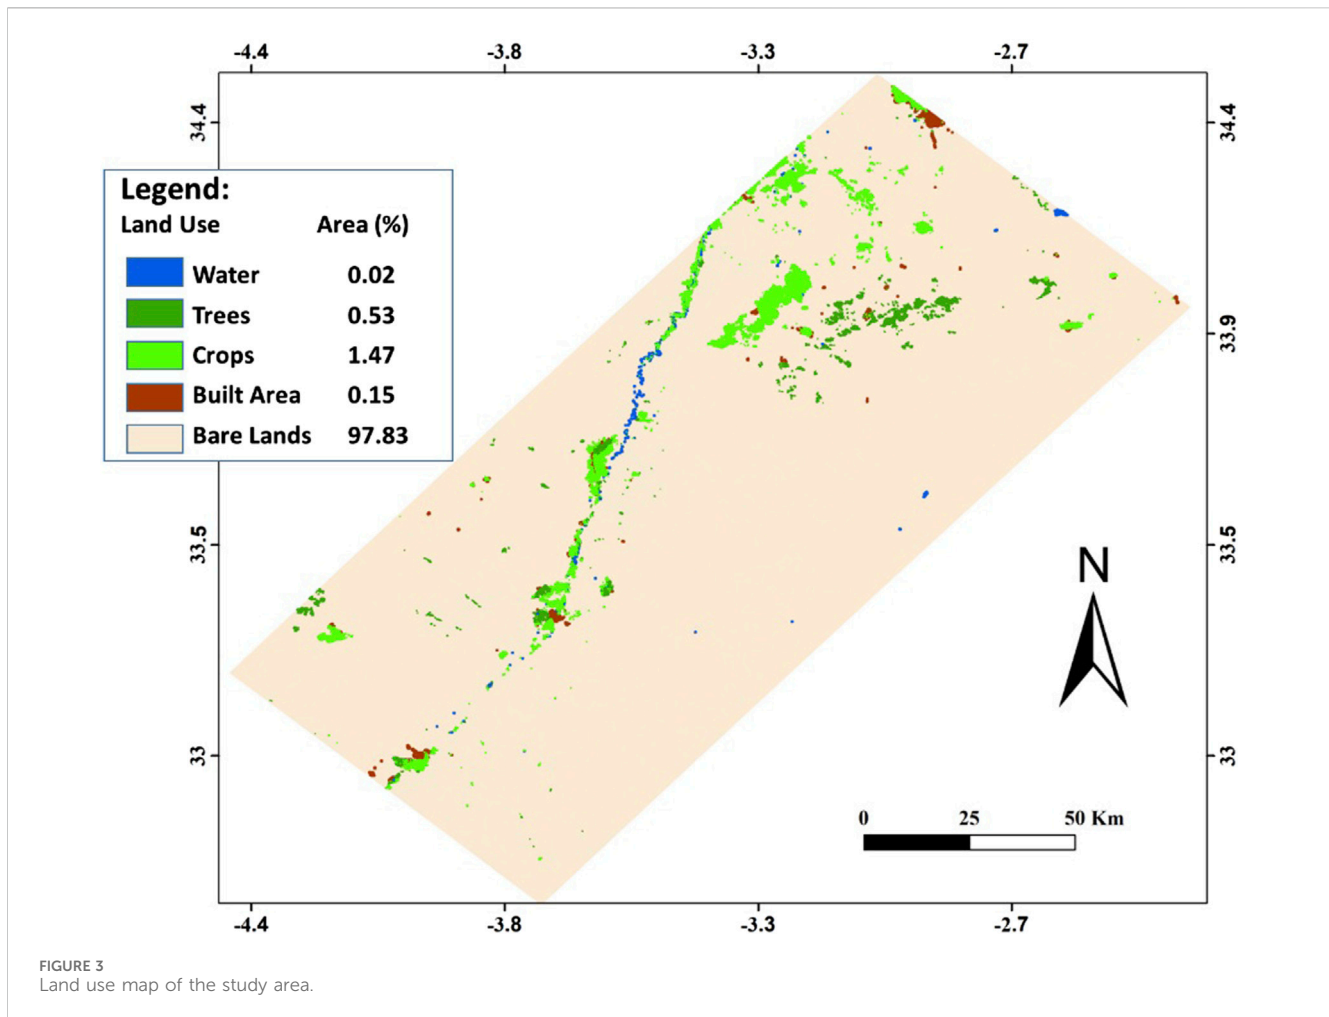 -4.4 -3.8 -3.3 -2.7
34.4 34.4
Legend:
Land Use Area (%)
Water 0.02
Trees 0.53
Crops 1.47
Built Area 0.15
Bare Lands 97.83
33.9
33.5 33.5
N
33 33
0 25 50 Km
-4.4 -3.8 -3.3 -2.7
FIGURE 3
Land use map of the study area.